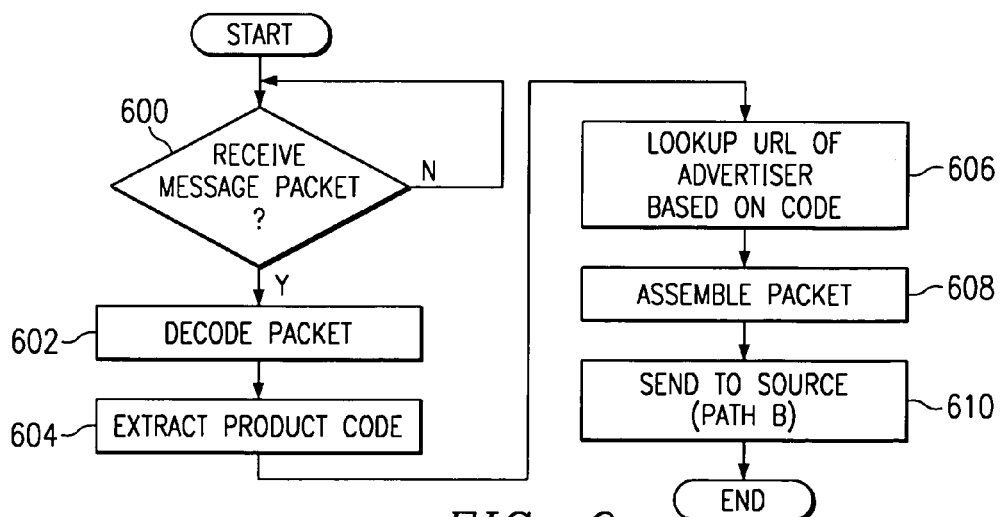 START
600
RECEIVE
MESSAGE PACKET
?
N
Y
602
DECODE PACKET
604
EXTRACT PRODUCT CODE
LOOKUP URL OF
ADVERTISER
BASED ON CODE
606
ASSEMBLE PACKET
608
SEND TO SOURCE
(PATH B)
610
END
FIG.